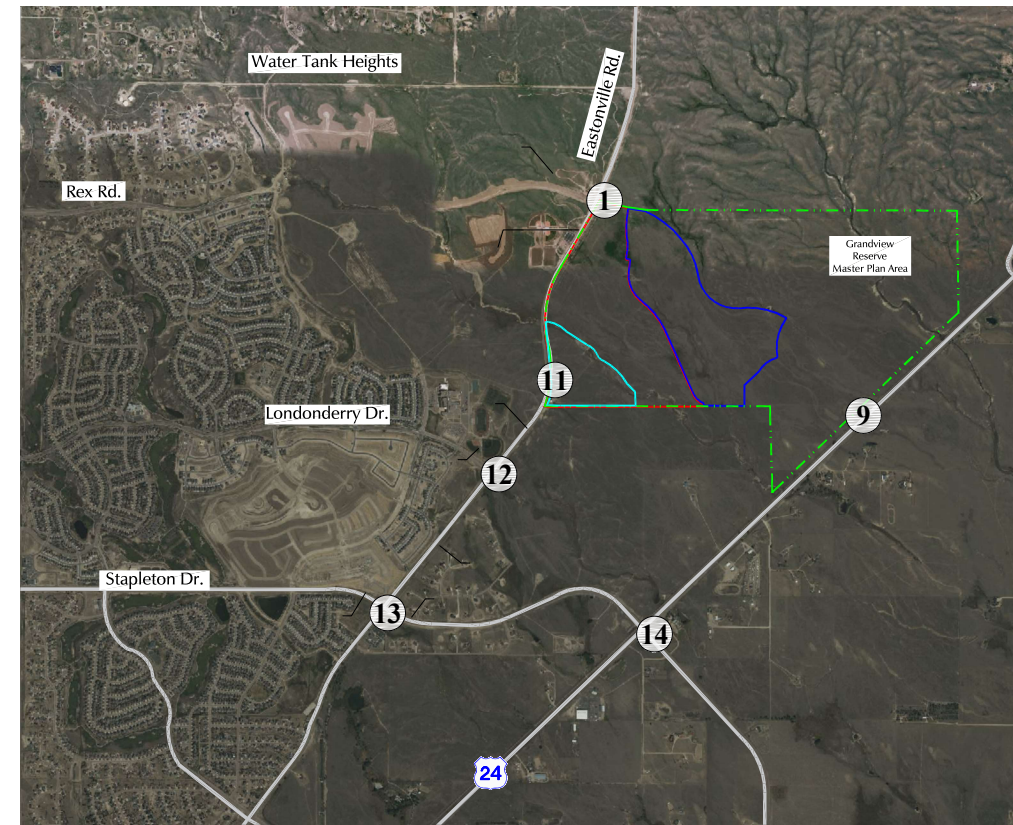 Water Tank Heights
Eastonville Rd.
Rex Rd.
1
Grandview
Reserve
Master Plan Area
11
Londonderry Dr.
9
12
Stapleton Dr.
13
14
24